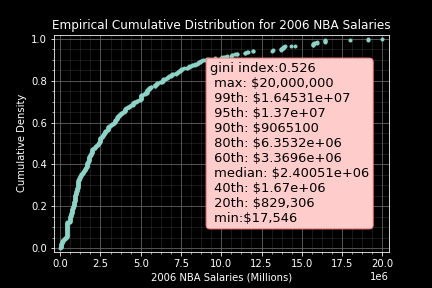 Empirical Cumulative Distribution for 2006 NBA Salaries
1.0
0.8
0.6
0.4
0.2
0.0
Cumulative Density
gini index:0.526
max: $20,000,000
99th: $1.64531e+07
95th: $1.37e+07
90th: $9065100
80th: $6.3532e+06
60th: $3.3696e+06
median: $2.40051e+06
40th: $1.67e+06
20th: $829,306
min:$17,546
0.0 2.5 5.0 7.5 10.0 12.5 15.0 17.5 20.0
1e6
2006 NBA Salaries (Millions)